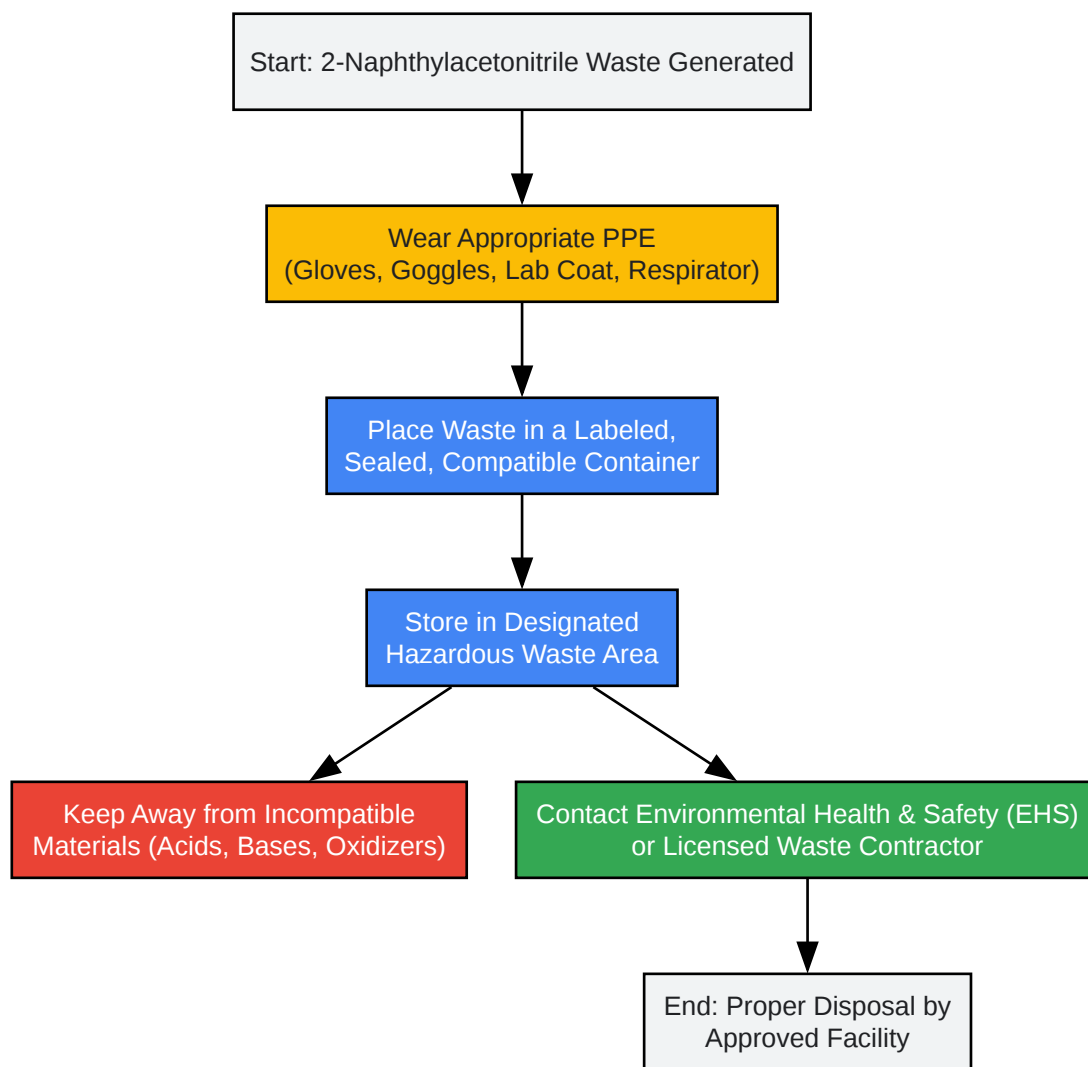 Start: 2-Naphthylacetonitrile Waste Generated
Wear Appropriate PPE
(Gloves, Goggles, Lab Coat, Respirator)
Place Waste in a Labeled,
Sealed, Compatible Container
Store in Designated
Hazardous Waste Area
Keep Away from Incompatible
Materials (Acids, Bases, Oxidizers)
Contact Environmental Health & Safety (EHS)
or Licensed Waste Contractor
End: Proper Disposal by
Approved Facility